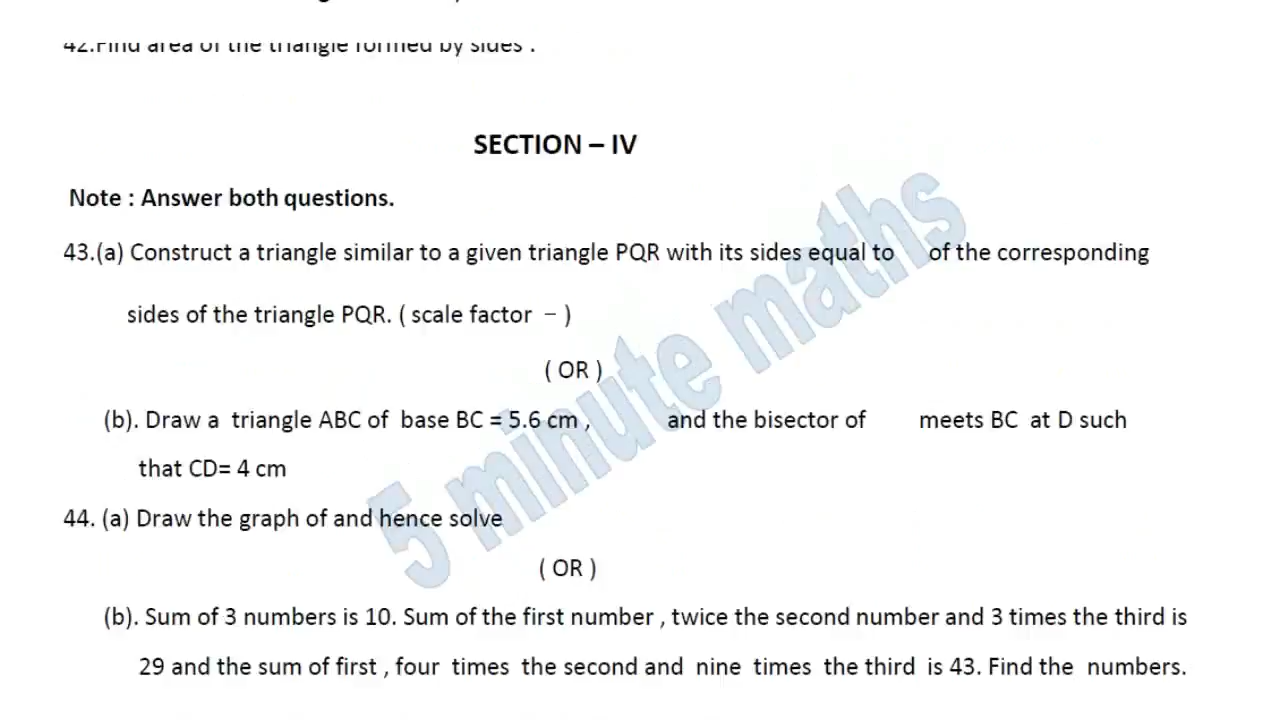 42.Find area of the triangle formed by sides .
SECTION – IV
Note : Answer both questions.
43.(a) Construct a triangle similar to a given triangle PQR with its sides equal to of the corresponding
sides of the triangle PQR. ( scale factor − )
( OR )
(b). Draw a triangle ABC of base BC = 5.6 cm , and the bisector of meets BC at D such
that CD= 4 cm
44. (a) Draw the graph of and hence solve
( OR )
(b). Sum of 3 numbers is 10. Sum of the first number , twice the second number and 3 times the third is
29 and the sum of first , four times the second and nine times the third is 43. Find the numbers.
5 minute maths